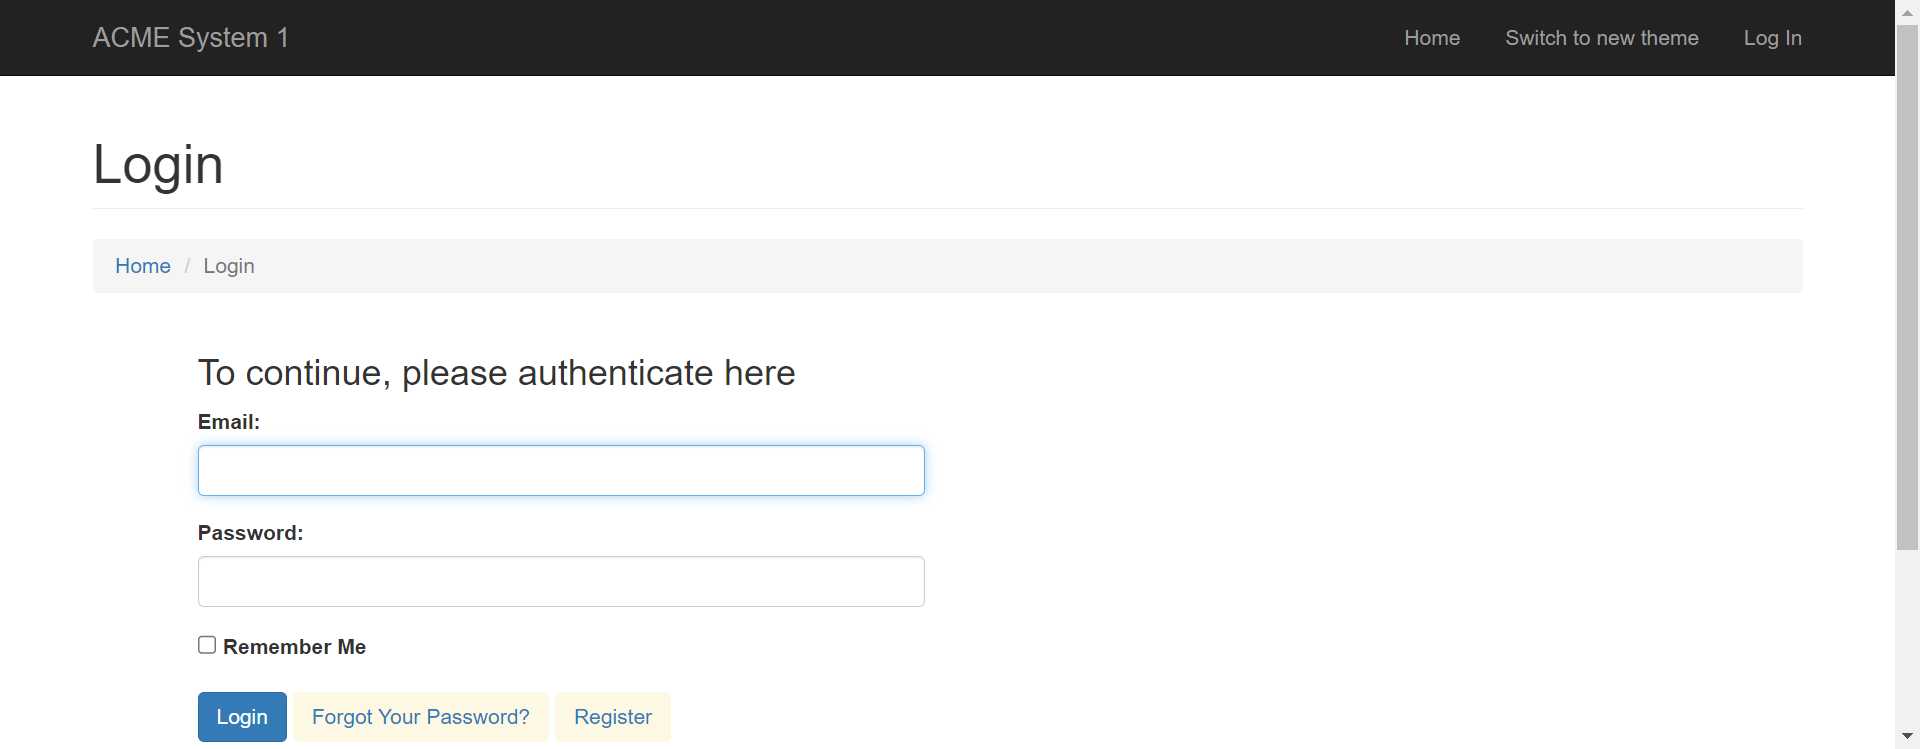 ACME System 1 Home Switch to new theme Log In
Login
Home / Login
To continue, please authenticate here
Email:
Password:
Remember Me
Login Forgot Your Password? Register